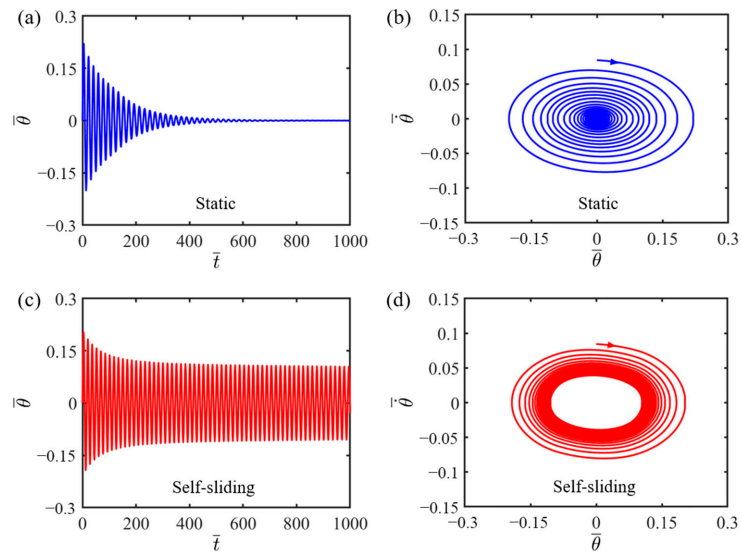 (a)
0.3
0.15
0
−0.15
−0.3
θ̅
Static
0 200 400 600 800 1000
t̅
(b)
0.15
0.1
0.05
0
−0.05
−0.1
−0.15
θ̅̇
Static
−0.3 −0.15 0 0.15 0.3
θ̅
(c)
0.3
0.15
0
−0.15
−0.3
θ̅
Self-sliding
0 200 400 600 800 1000
t̅
(d)
0.15
0.1
0.05
0
−0.05
−0.1
−0.15
θ̅̇
Self-sliding
−0.3 −0.15 0 0.15 0.3
θ̅